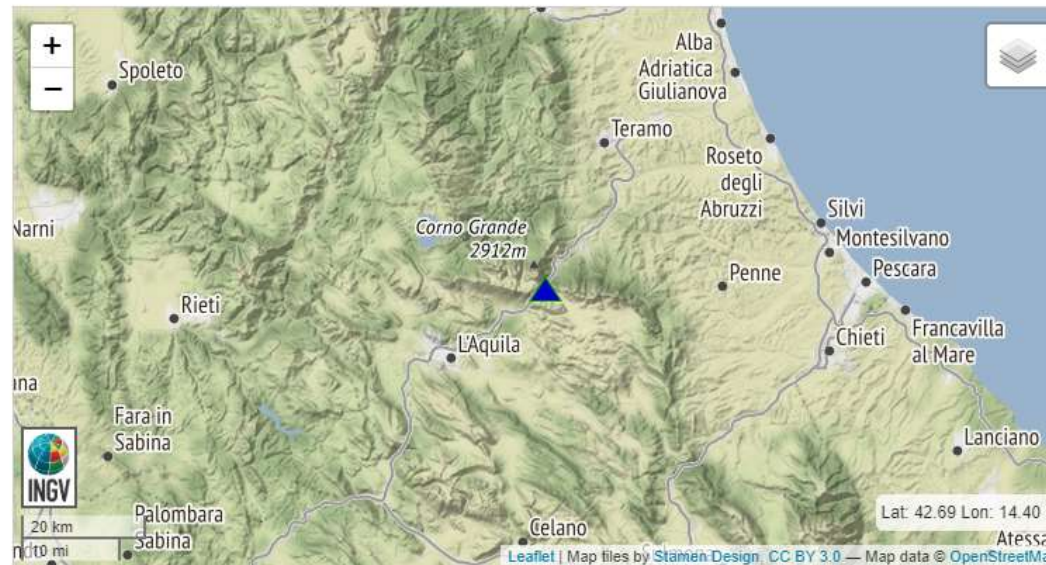 +
−
Spoleto
Alba
Adriatica
Giulianova
Teramo
Roseto
degli
Abruzzi
Narni
Corno Grande
2912m
Silvi
Montesilvano
Penne
Pescara
Rieti
Francavilla
al Mare
L'Aquila
Chieti
Fara in
Sabina
Lanciano
INGV
20 km
10 mi
Palombara
Sabina
Lat: 42.69 Lon: 14.40
Celano
Atessa
Leaflet | Map tiles by Stamen Design, CC BY 3.0 — Map data © OpenStreetMa